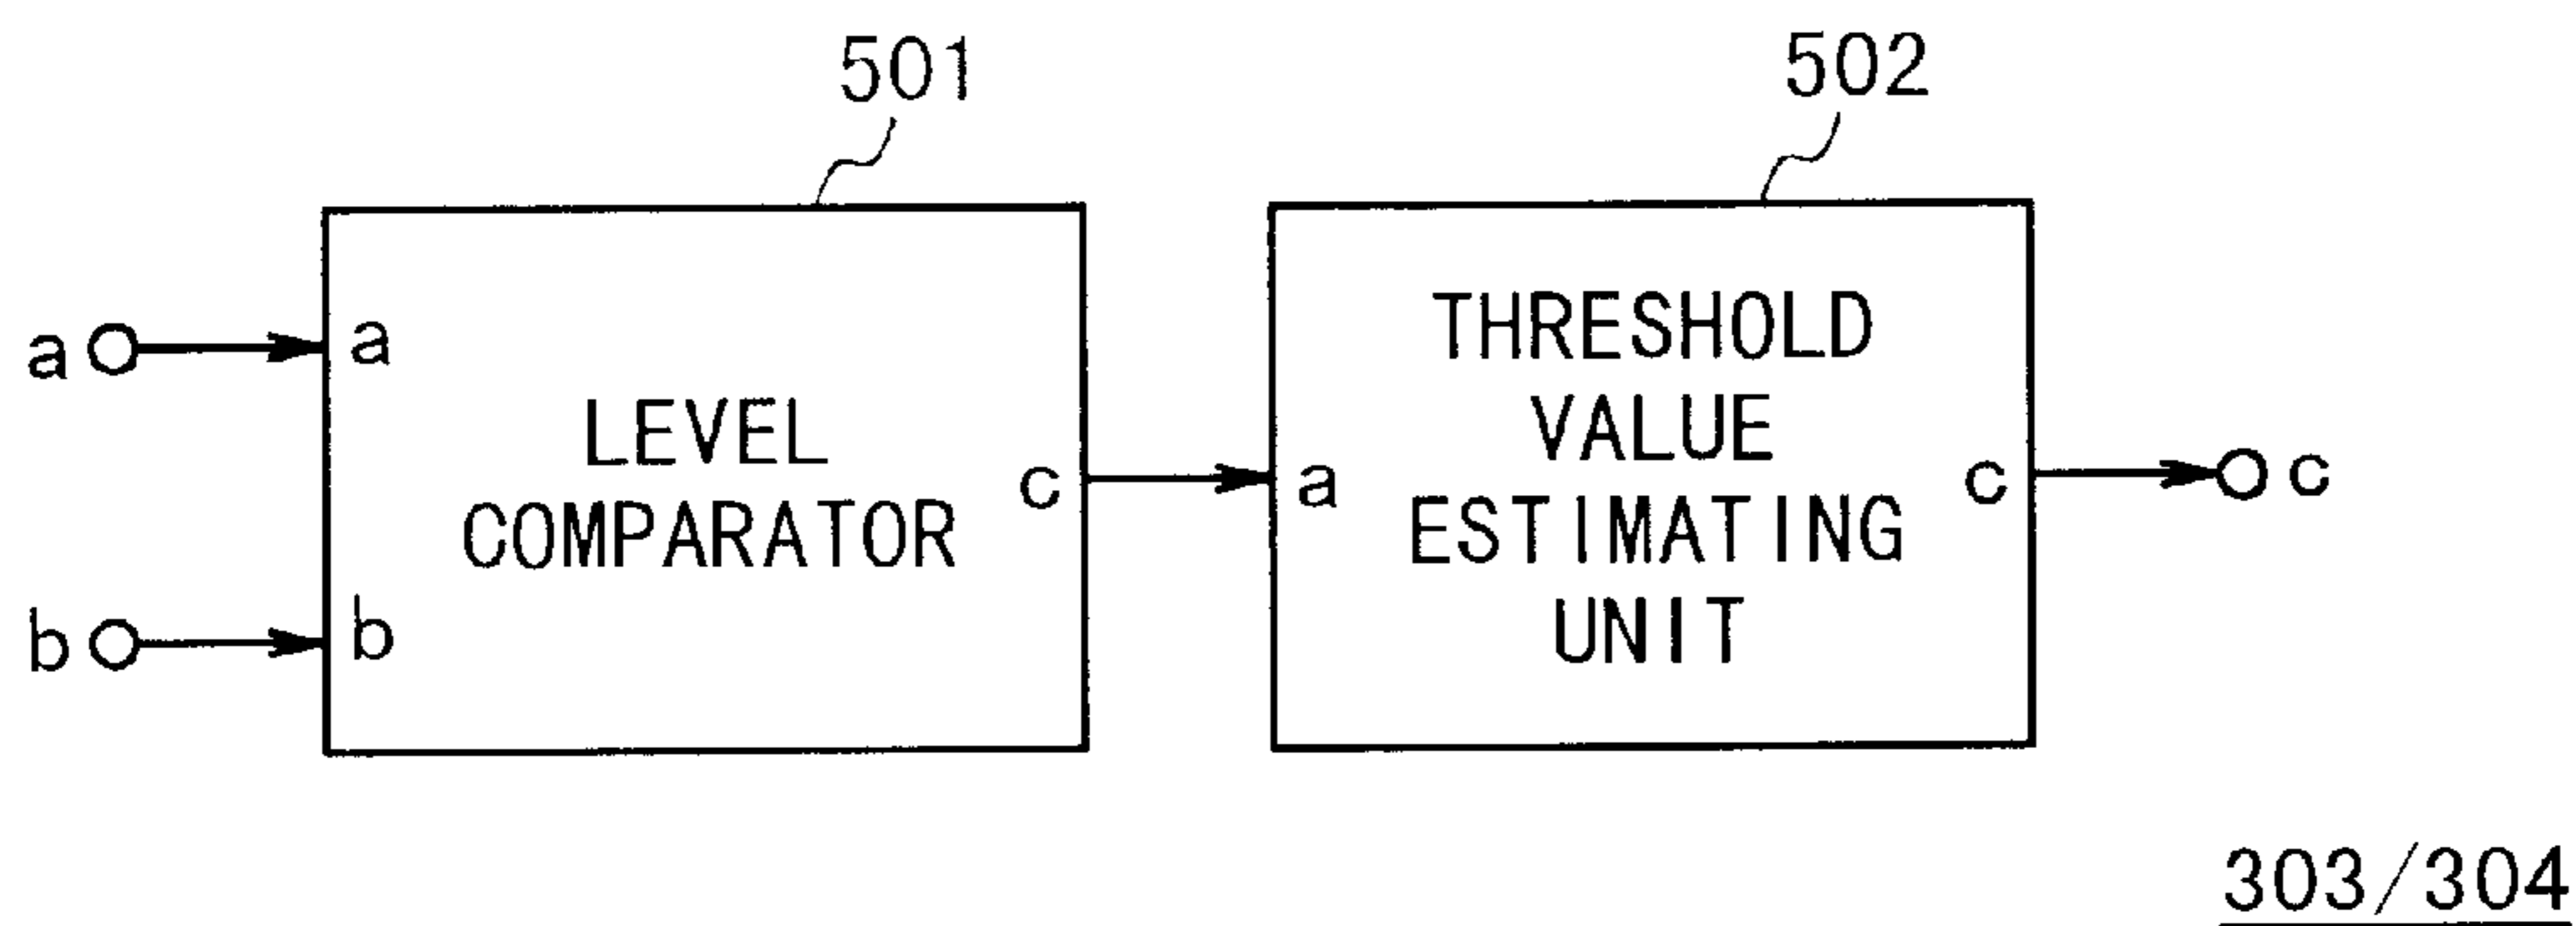 501
502
a
a
b
b
LEVEL
COMPARATOR
c
a
THRESHOLD
VALUE
ESTIMATING
UNIT
c
c
303/304